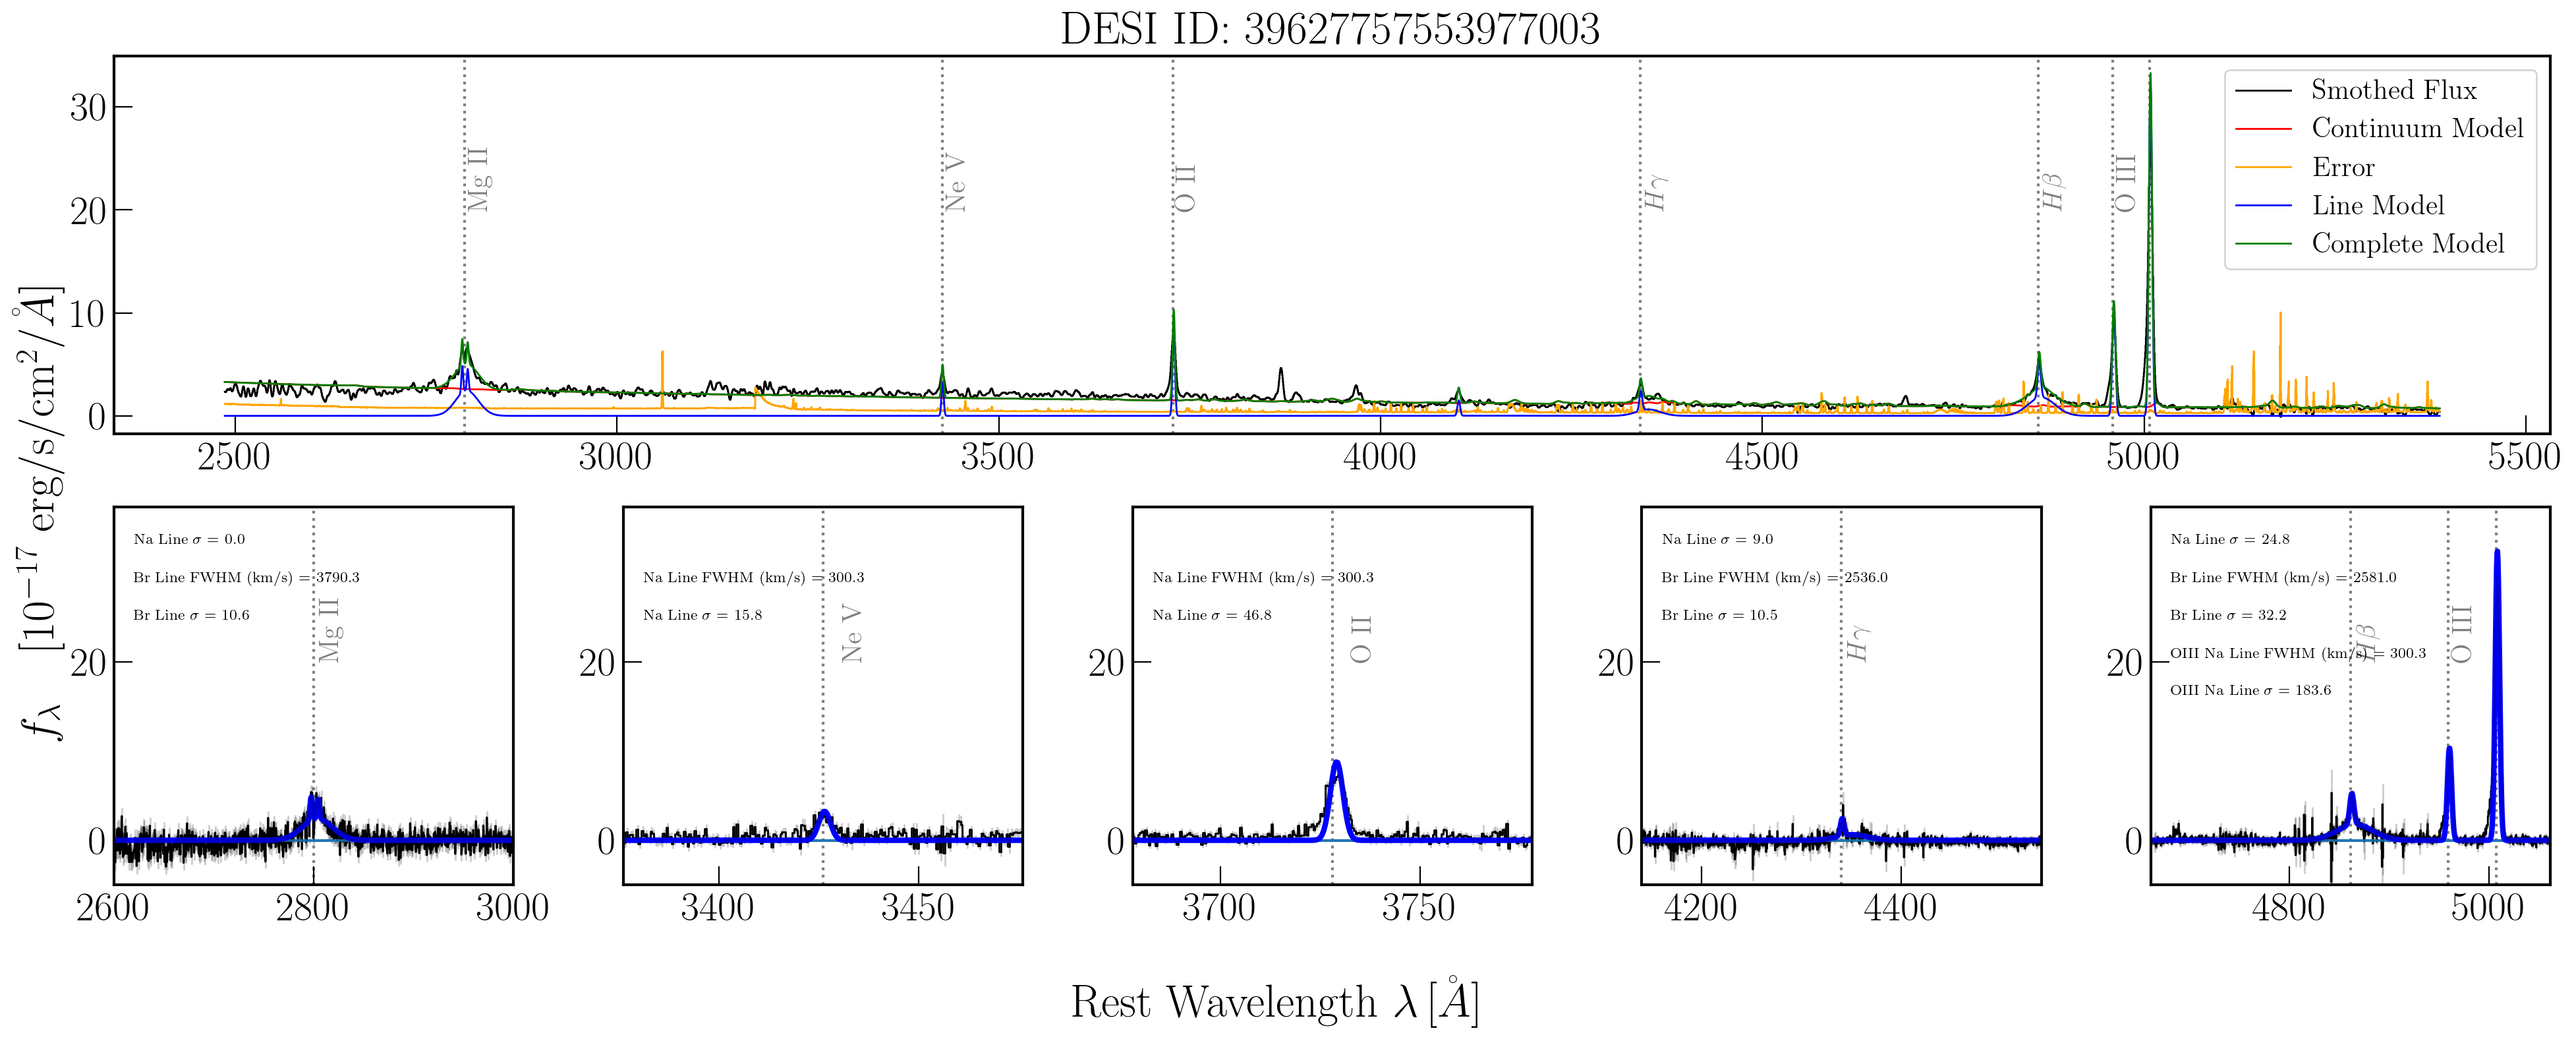 DESI ID: 39627757553977003
30
20
10
0
Mg II
Ne V
O II
Hγ
Hβ
O III
Smothed Flux
Continuum Model
Error
Line Model
Complete Model
2500 3000 3500 4000 4500 5000 5500
f_λ [10^{-17} erg/s/cm^2/Å]
Na Line σ = 0.0
Br Line FWHM (km/s) = 3790.3
Br Line σ = 10.6
Mg II
20
0
2600 2800 3000
Na Line FWHM (km/s) = 300.3
Na Line σ = 15.8
Ne V
20
0
3400 3450
Na Line FWHM (km/s) = 300.3
Na Line σ = 46.8
O II
20
0
3700 3750
Na Line σ = 9.0
Br Line FWHM (km/s) = 2536.0
Br Line σ = 10.5
Hγ
20
0
4200 4400
Na Line σ = 24.8
Br Line FWHM (km/s) = 2581.0
Br Line σ = 32.2
OIII Na Line FWHM (km/s) = 300.3
OIII Na Line σ = 183.6
Hβ
O III
20
0
4800 5000
Rest Wavelength λ [Å]